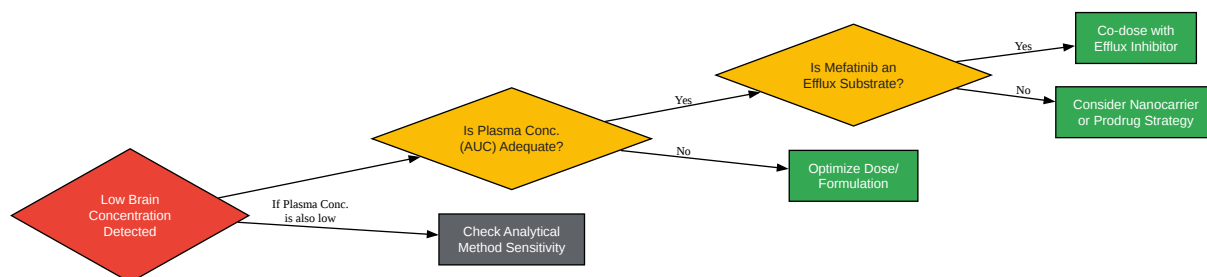 Low Brain
Concentration
Detected
If Plasma Conc.
is also low
Check Analytical
Method Sensitivity
Is Plasma Conc.
(AUC) Adequate?
Yes
No
Optimize Dose/
Formulation
Is Mefatinib an
Efflux Substrate?
Yes
Co-dose with
Efflux Inhibitor
No
Consider Nanocarrier
or Prodrug Strategy